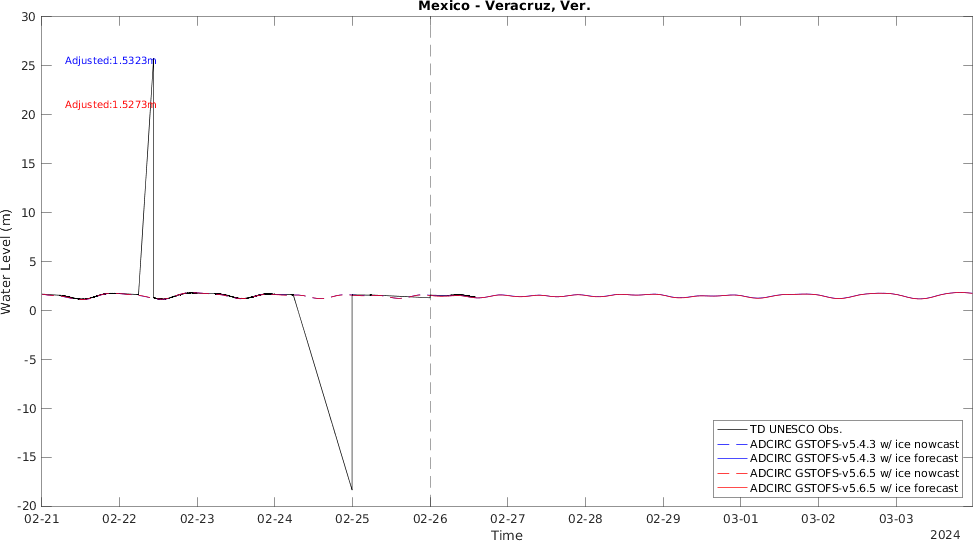 Mexico - Veracruz, Ver.
30
25
20
15
10
5
0
-5
-10
-15
-20
Water Level (m)
Adjusted:1.5323m
Adjusted:1.5273m
TD UNESCO Obs.
ADCIRC GSTOFS-v5.4.3 w/ ice nowcast
ADCIRC GSTOFS-v5.4.3 w/ ice forecast
ADCIRC GSTOFS-v5.6.5 w/ ice nowcast
ADCIRC GSTOFS-v5.6.5 w/ ice forecast
02-21 02-22 02-23 02-24 02-25 02-26 02-27 02-28 02-29 03-01 03-02 03-03
Time
2024